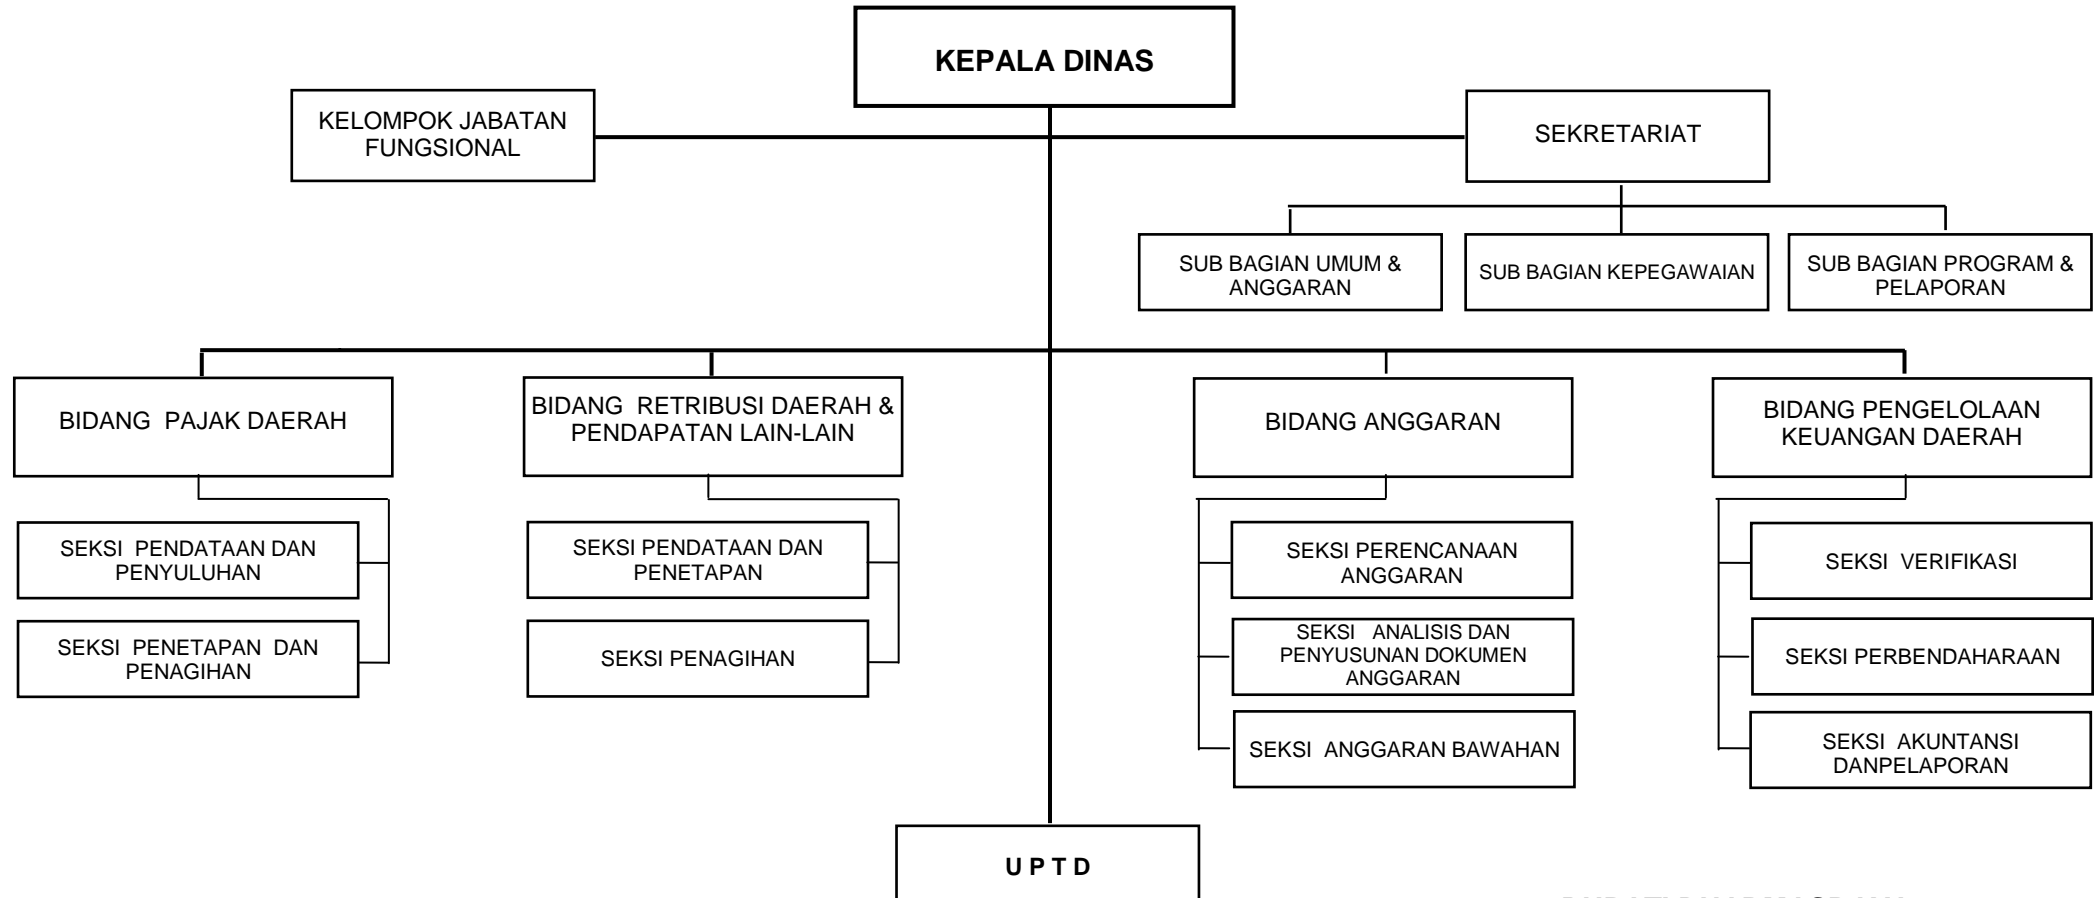 KEPALA DINAS
KELOMPOK JABATAN
FUNGSIONAL
SEKRETARIAT
SUB BAGIAN UMUM &
ANGGARAN
SUB BAGIAN KEPEGAWAIAN
SUB BAGIAN PROGRAM &
PELAPORAN
BIDANG PAJAK DAERAH
BIDANG RETRIBUSI DAERAH &
PENDAPATAN LAIN-LAIN
BIDANG ANGGARAN
BIDANG PENGELOLAAN
KEUANGAN DAERAH
SEKSI PENDATAAN DAN
PENYULUHAN
SEKSI PENDATAAN DAN
PENETAPAN
SEKSI PERENCANAAN
ANGGARAN
SEKSI VERIFIKASI
SEKSI PENETAPAN DAN
PENAGIHAN
SEKSI PENAGIHAN
SEKSI ANALISIS DAN
PENYUSUNAN DOKUMEN
ANGGARAN
SEKSI PERBENDAHARAAN
SEKSI ANGGARAN BAWAHAN
SEKSI AKUNTANSI
DANPELAPORAN
U P T D